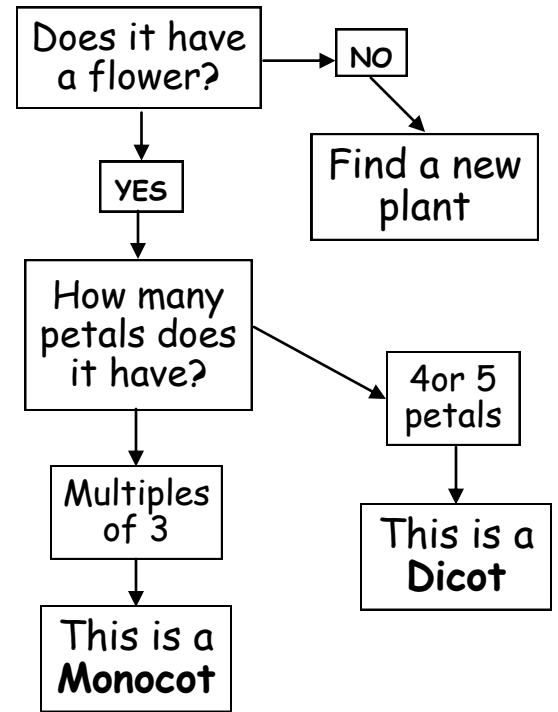 Does it have
a flower?
NO
Find a new
plant
YES
How many
petals does
it have?
4or 5
petals
Multiples
of 3
This is a
Dicot
This is a
Monocot